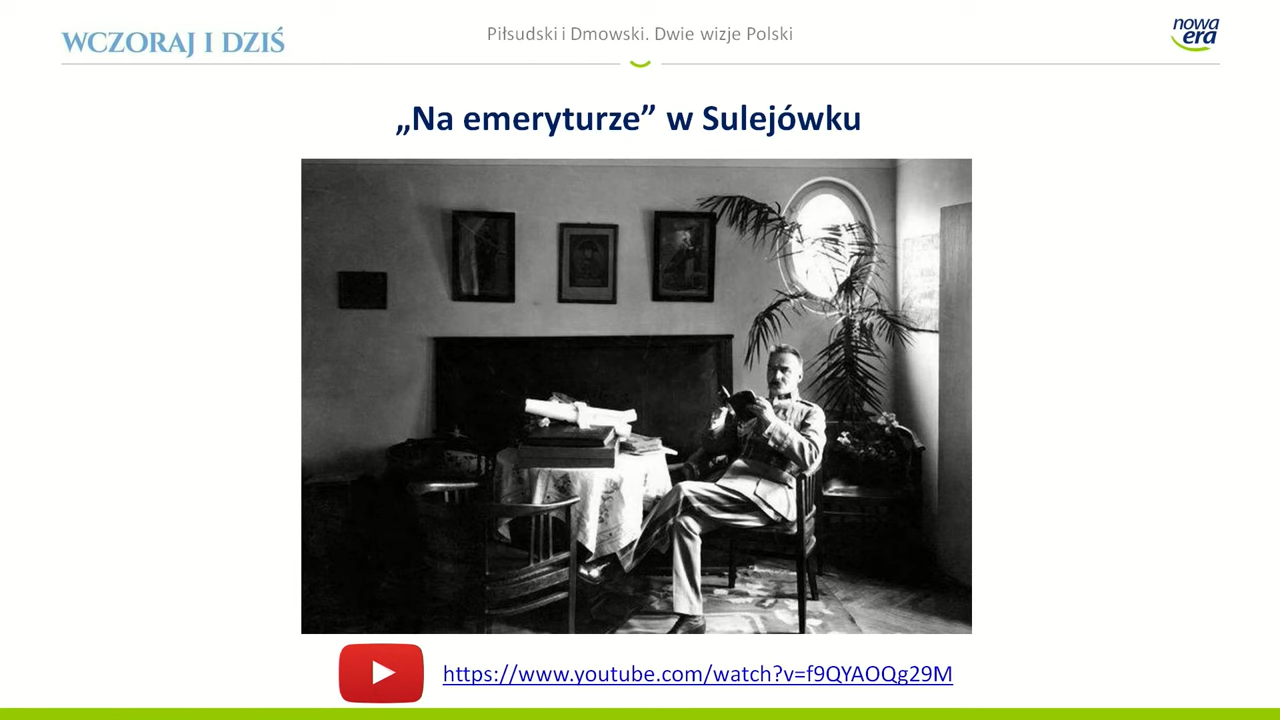 WCZORAJ I DZIŚ
Piłsudski i Dmowski. Dwie wizje Polski
nowa
era
„Na emeryturze” w Sulejówku
https://www.youtube.com/watch?v=f9QYAOQg29M